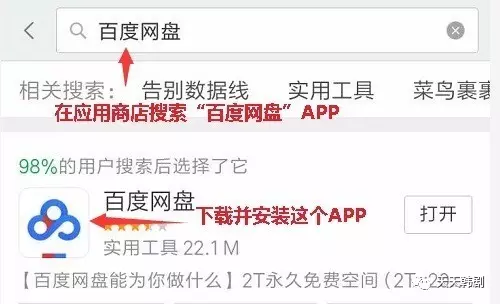 百度网盘
相关搜索： 告别数据线 实用工具 菜鸟裹裹
在应用商店搜索“百度网盘”APP
98%的用户搜索后选择了它
百度网盘
下载并安装这个APP
打开
实用工具 22.1 M
【百度网盘能为你做什么】2T永久免费空间（2T=20
天天韩剧